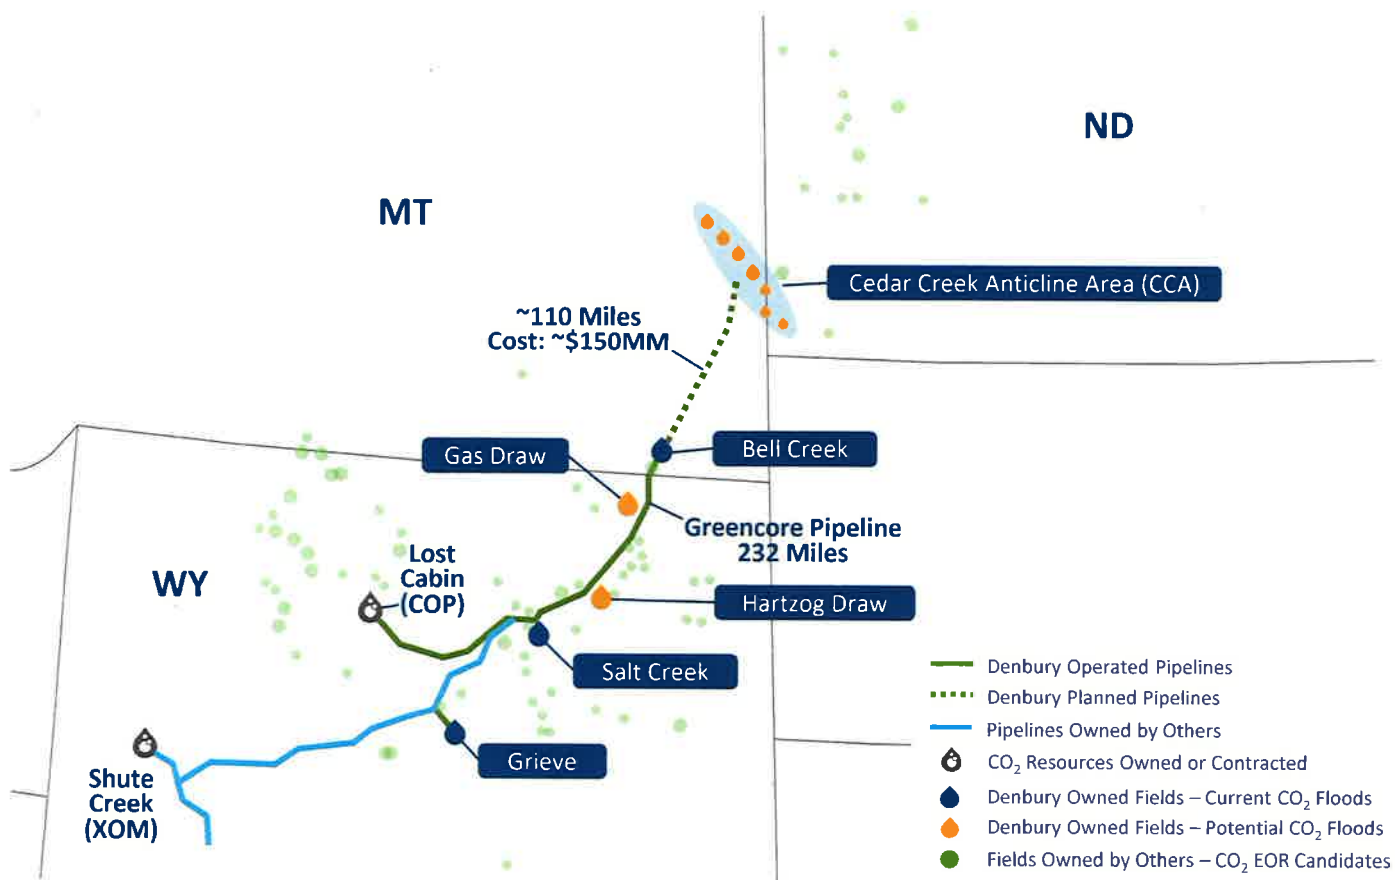 ND
MT
Cedar Creek Anticline Area (CCA)
~110 Miles
Cost: ~$150MM
Gas Draw
Bell Creek
Greencore Pipeline
232 Miles
Lost
Cabin
(COP)
WY
Hartzog Draw
Salt Creek
Grieve
Shute
Creek
(XOM)
Denbury Operated Pipelines
Denbury Planned Pipelines
Pipelines Owned by Others
CO₂ Resources Owned or Contracted
Denbury Owned Fields – Current CO₂ Floods
Denbury Owned Fields – Potential CO₂ Floods
Fields Owned by Others – CO₂ EOR Candidates